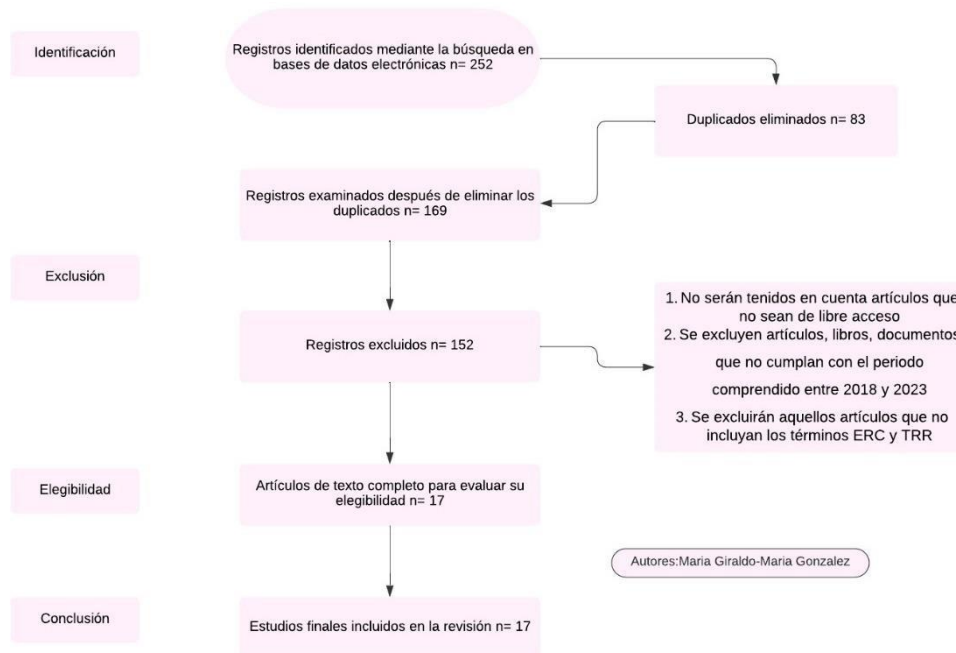 Identificación
Registros identificados mediante la búsqueda en
bases de datos electrónicas n= 252
Duplicados eliminados n= 83
Registros examinados después de eliminar los
duplicados n= 169
Exclusión
Registros excluidos n= 152
1. No serán tenidos en cuenta artículos que
no sean de libre acceso
2. Se excluyen artículos, libros, documentos
que no cumplan con el periodo
comprendido entre 2018 y 2023
3. Se excluirán aquellos artículos que no
incluyan los términos ERC y TRR
Elegibilidad
Artículos de texto completo para evaluar su
elegibilidad n= 17
Autores:Maria Giraldo-Maria Gonzalez
Conclusión
Estudios finales incluidos en la revisión n= 17